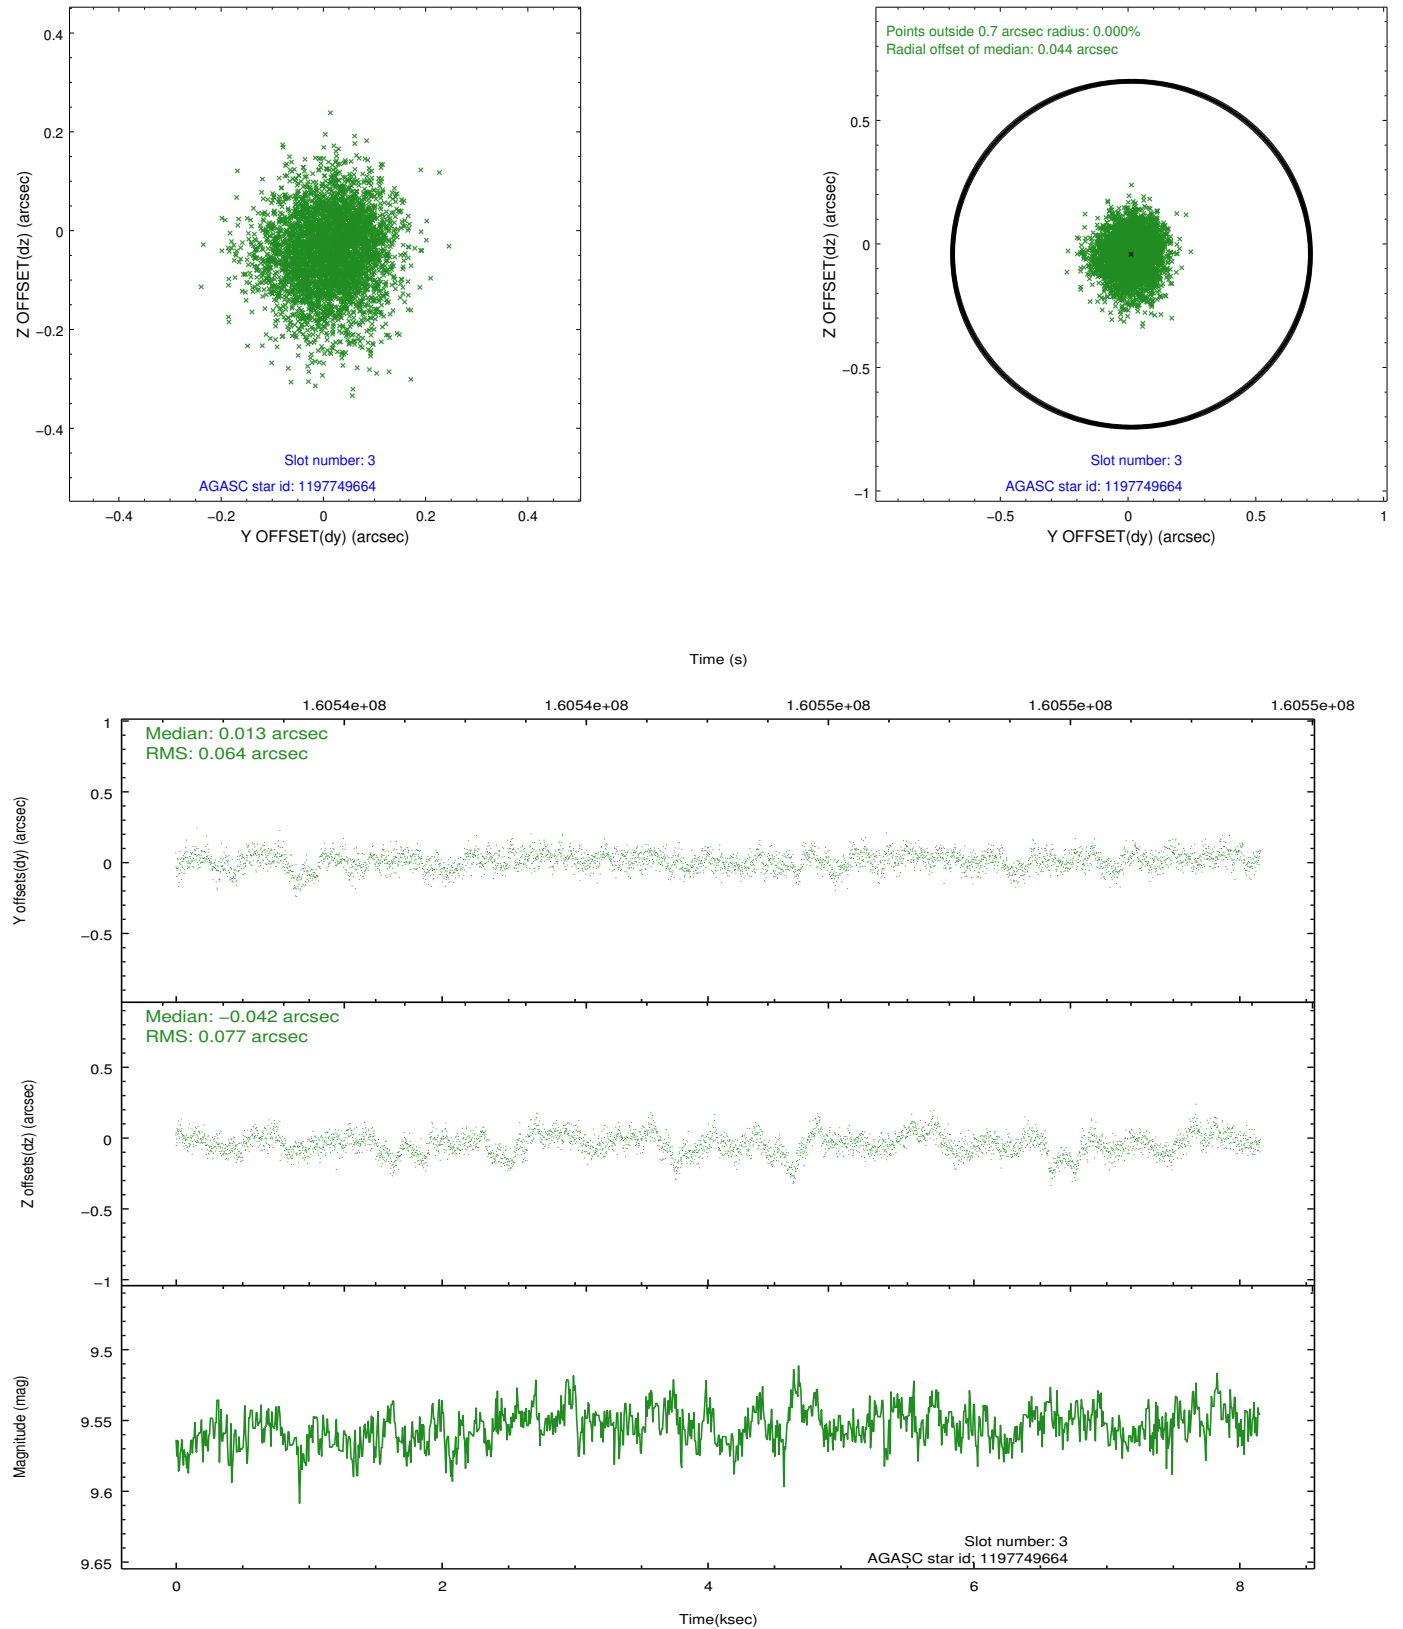 0.4
0.2
0
−0.2
−0.4
Z OFFSET(dz) (arcsec)
Slot number: 3
AGASC star id: 1197749664
−0.4 −0.2 0 0.2 0.4
Y OFFSET(dy) (arcsec)
Points outside 0.7 arcsec radius: 0.000%
Radial offset of median: 0.044 arcsec
0.5
0
−0.5
−1
Z OFFSET(dz) (arcsec)
Slot number: 3
AGASC star id: 1197749664
−0.5 0 0.5 1
Y OFFSET(dy) (arcsec)
Time (s)
1.6054e+08 1.6054e+08 1.6055e+08 1.6055e+08 1.6055e+08
Median: 0.013 arcsec
RMS: 0.064 arcsec
1
0.5
0
−0.5
Y offsets(dy) (arcsec)
Median: −0.042 arcsec
RMS: 0.077 arcsec
0.5
0
−0.5
−1
Z offsets(dz) (arcsec)
9.5
9.55
9.6
9.65
Magnitude (mag)
Slot number: 3
AGASC star id: 1197749664
0 2 4 6 8
Time(ksec)